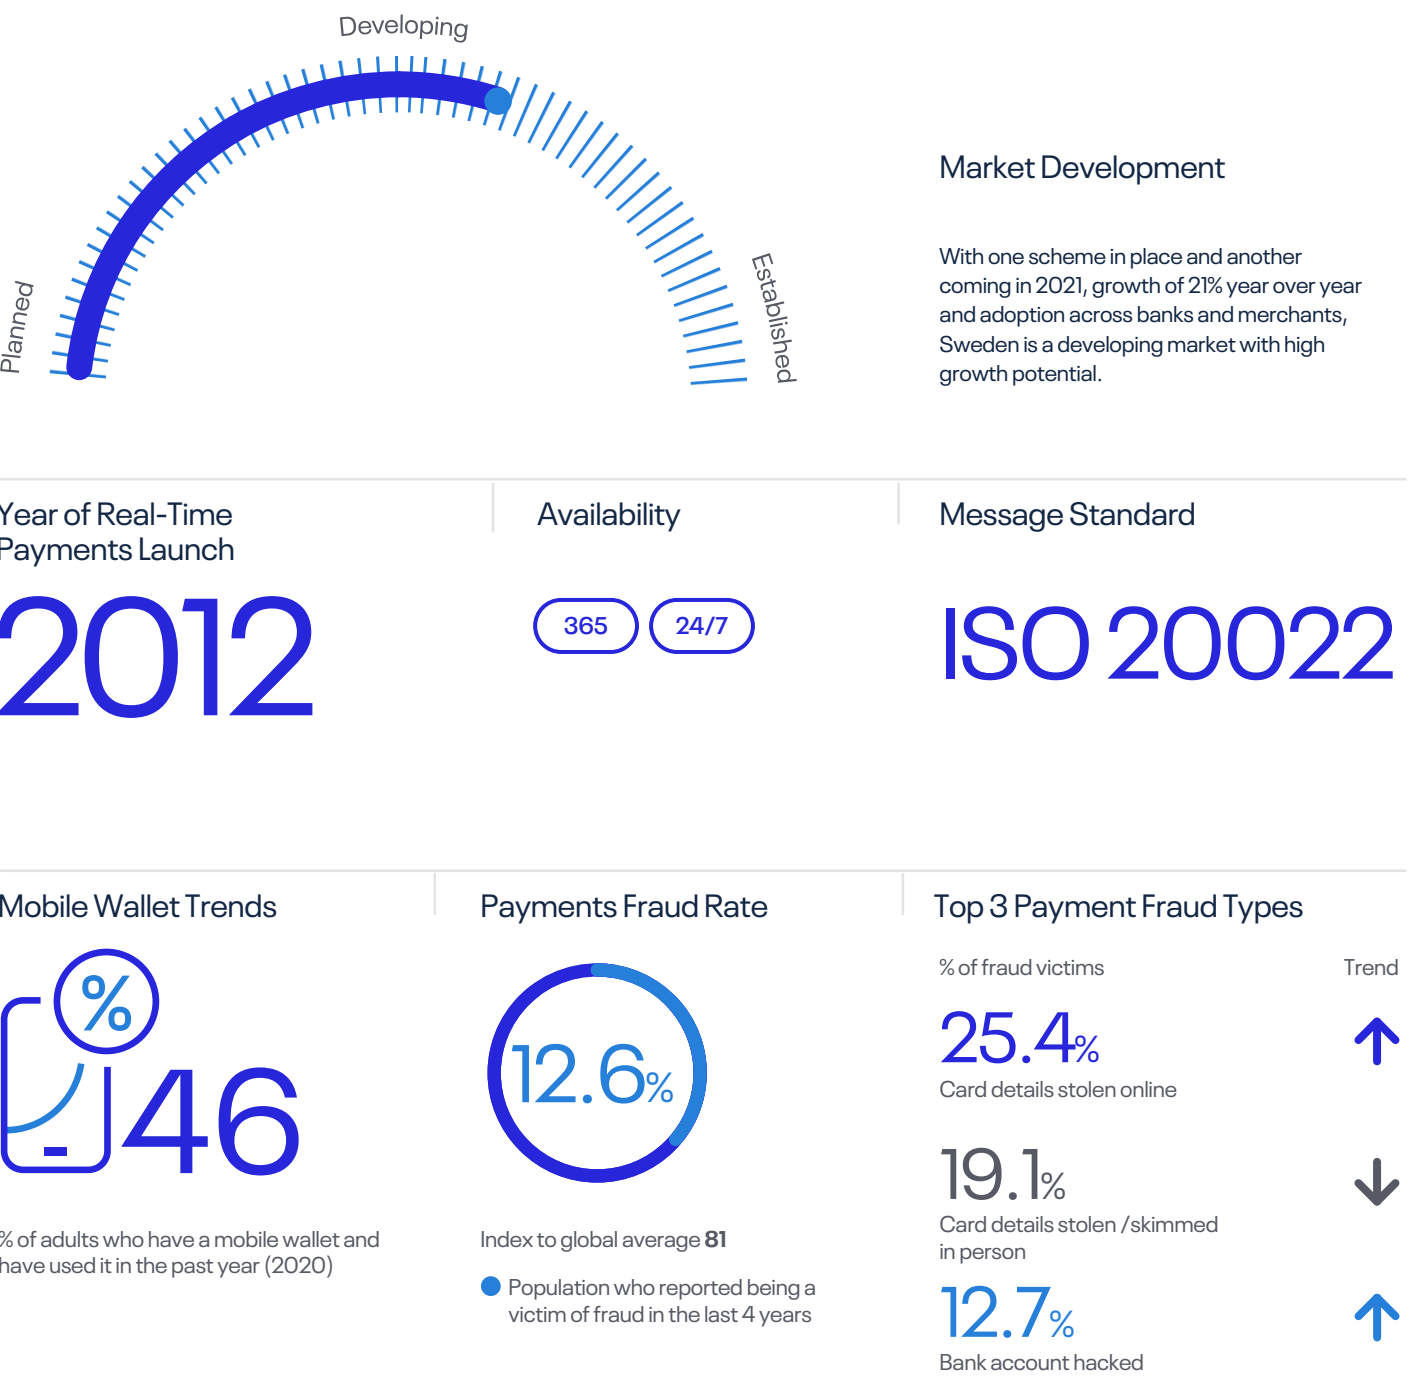 Developing
Planned
Established
Market Development
With one scheme in place and another
coming in 2021, growth of 21% year over year
and adoption across banks and merchants,
Sweden is a developing market with high
growth potential.
Year of Real-Time
Payments Launch
2012
Availability
365
24/7
Message Standard
ISO 20022
Mobile Wallet Trends
%
46
% of adults who have a mobile wallet and
have used it in the past year (2020)
Payments Fraud Rate
12.6%
Index to global average 81
Population who reported being a
victim of fraud in the last 4 years
Top 3 Payment Fraud Types
% of fraud victims
Trend
25.4%
Card details stolen online
19.1%
Card details stolen /skimmed
in person
12.7%
Bank account hacked